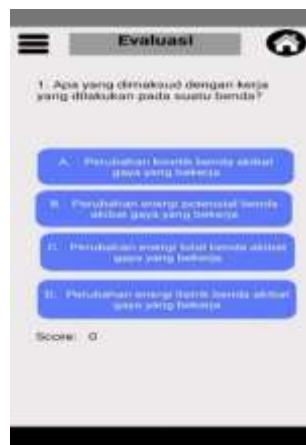 Evaluasi
1. Apa yang dimaksud dengan kerja
yang dilakukan pada suatu benda?
A. Perubahan kinetik benda akibat
gaya yang bekerja
B. Perubahan energi potensial benda
akibat gaya yang bekerja
C. Perubahan energi total benda akibat
gaya yang bekerja
D. Perubahan energi listrik benda akibat
gaya yang bekerja
Score: 0